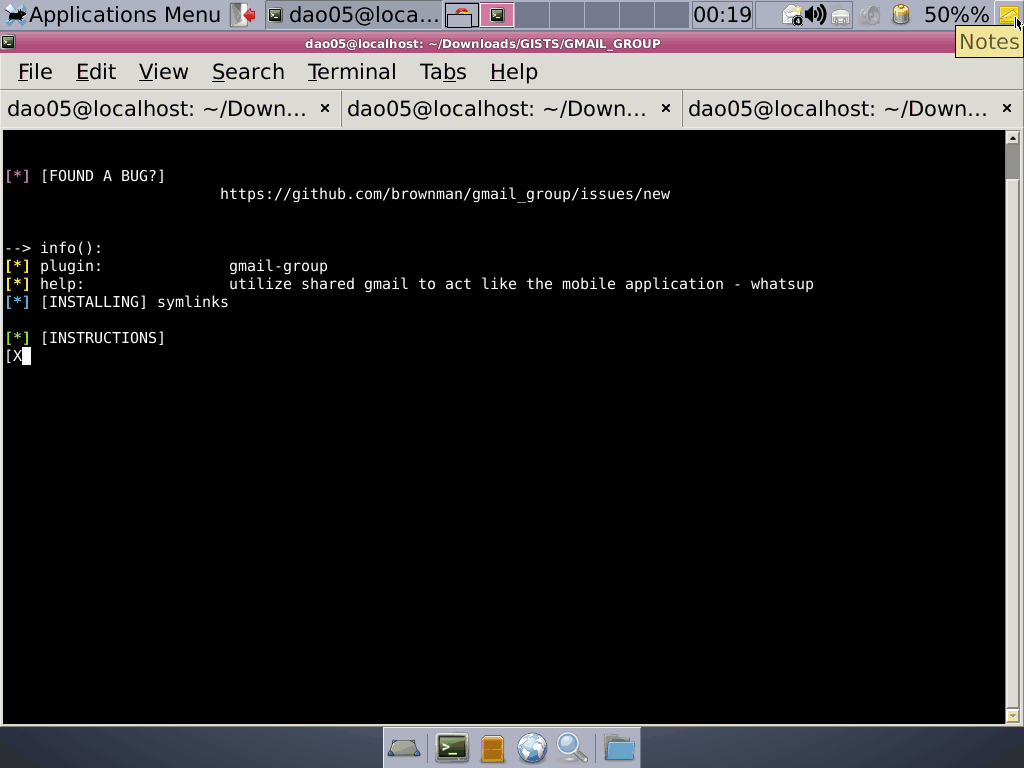 Applications Menu dao05@loca... 00:19 50%%
Notes
dao05@localhost: ~/Downloads/GISTS/GMAIL_GROUP
File Edit View Search Terminal Tabs Help
dao05@localhost: ~/Down... × dao05@localhost: ~/Down... × dao05@localhost: ~/Down... ×
[*] [FOUND A BUG?]
https://github.com/brownman/gmail_group/issues/new
--> info():
[*] plugin: gmail-group
[*] help: utilize shared gmail to act like the mobile application - whatsup
[*] [INSTALLING] symlinks
[*] [INSTRUCTIONS]
[X